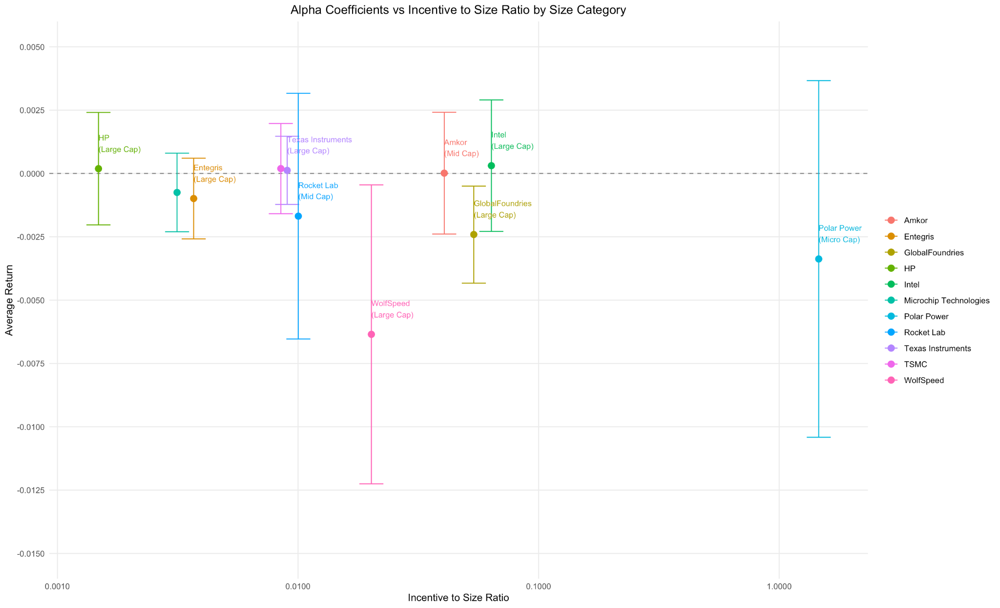 Alpha Coefficients vs Incentive to Size Ratio by Size Category
Average Return
0.0050
0.0025
0.0000
-0.0025
-0.0050
-0.0075
-0.0100
-0.0125
-0.0150
HP
(Large Cap)
Entegris
(Large Cap)
Texas Instruments
(Large Cap)
Rocket Lab
(Mid Cap)
WolfSpeed
(Large Cap)
Amkor
(Mid Cap)
GlobalFoundries
(Large Cap)
Intel
(Large Cap)
Polar Power
(Micro Cap)
0.0010
0.0100
0.1000
1.0000
Incentive to Size Ratio
Amkor
Entegris
GlobalFoundries
HP
Intel
Microchip Technologies
Polar Power
Rocket Lab
Texas Instruments
TSMC
WolfSpeed